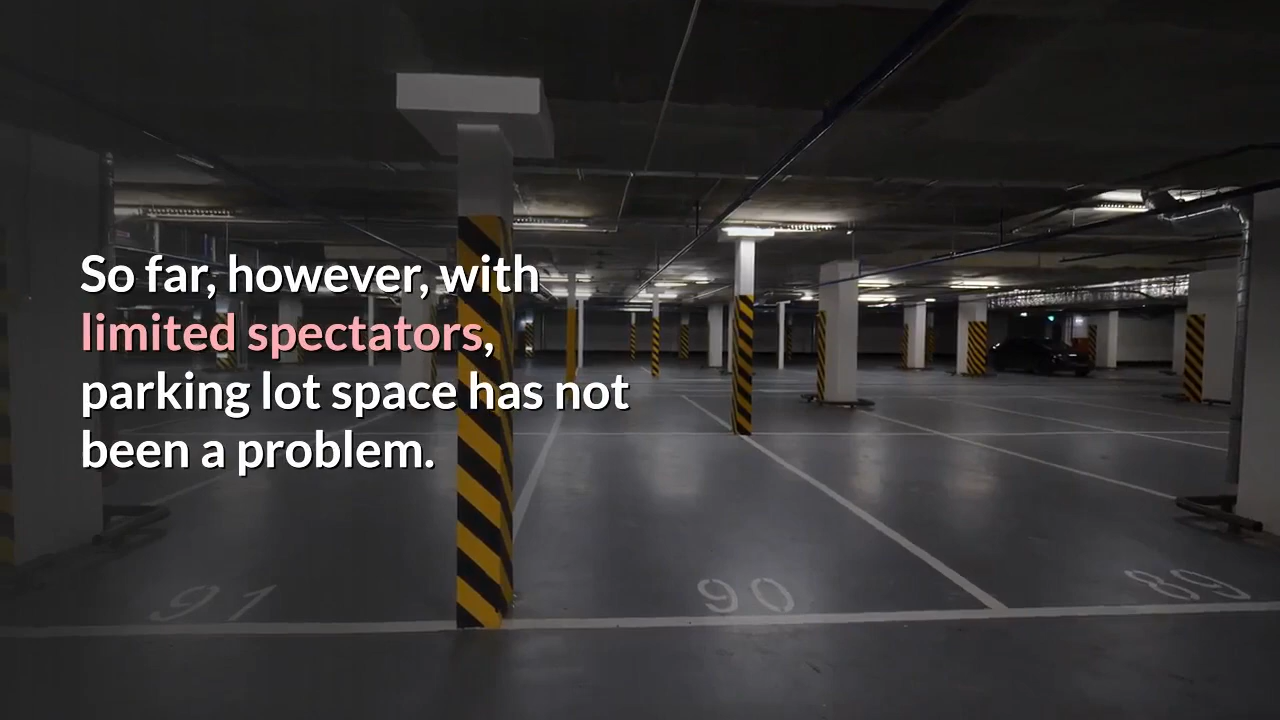 So far, however, with
limited spectators,
parking lot space has not
been a problem.
91 90 89